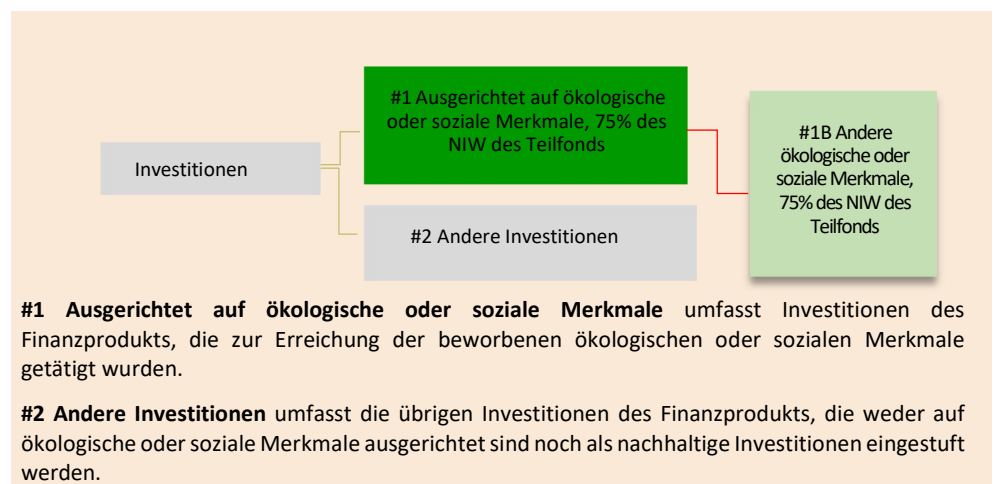 Investitionen
#1 Ausgerichtet auf ökologische
oder soziale Merkmale, 75% des
NIW des Teilfonds
#2 Andere Investitionen
#1B Andere
ökologische oder
soziale Merkmale,
75% des NIW des
Teilfonds
#1 Ausgerichtet auf ökologische oder soziale Merkmale umfasst Investitionen des
Finanzprodukts, die zur Erreichung der beworbenen ökologischen oder sozialen Merkmale
getätigt wurden.
#2 Andere Investitionen umfasst die übrigen Investitionen des Finanzprodukts, die weder auf
ökologische oder soziale Merkmale ausgerichtet sind noch als nachhaltige Investitionen eingestuft
werden.